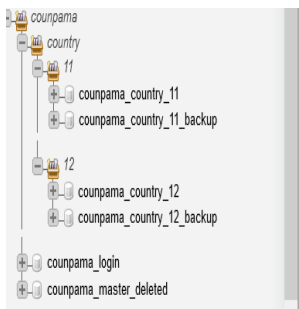 counpama
country
11
counpama_country_11
counpama_country_11_backup
12
counpama_country_12
counpama_country_12_backup
counpama_login
counpama_master_deleted